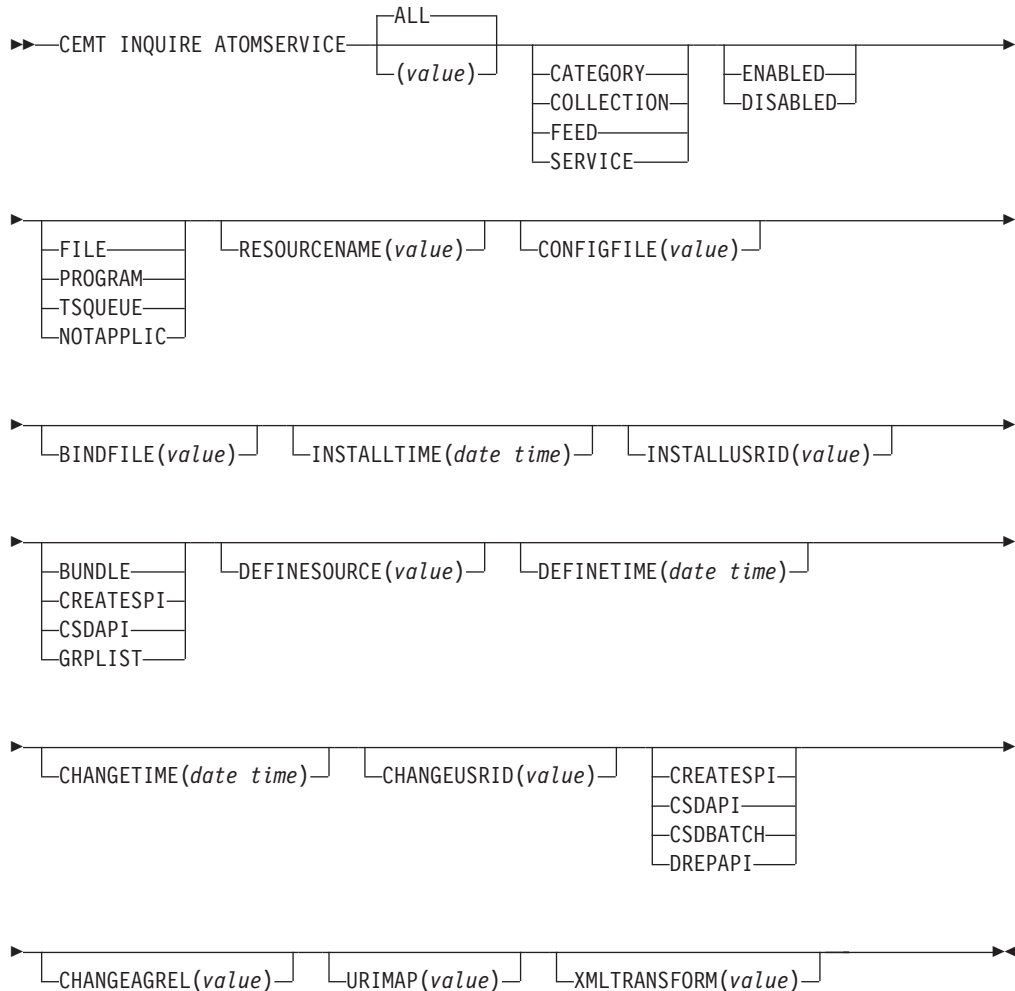 ALL
CEMT INQUIRE ATOMSERVICE
(value)
CATEGORY
COLLECTION
FEED
SERVICE
ENABLED
DISABLED
FILE
PROGRAM
TSQUEUE
NOTAPPLIC
RESOURCENAME(value)
CONFIGFILE(value)
BINDFILE(value)
INSTALLTIME(date time)
INSTALLUSRID(value)
BUNDLE
CREATESPI
CSDAPI
GRPLIST
DEFINESOURCE(value)
DEFINETIME(date time)
CHANGETIME(date time)
CHANGEUSRID(value)
CREATESPI
CSDAPI
CSDBATCH
DREPAPI
CHANGEAGREL(value)
URIMAP(value)
XMLTRANSFORM(value)